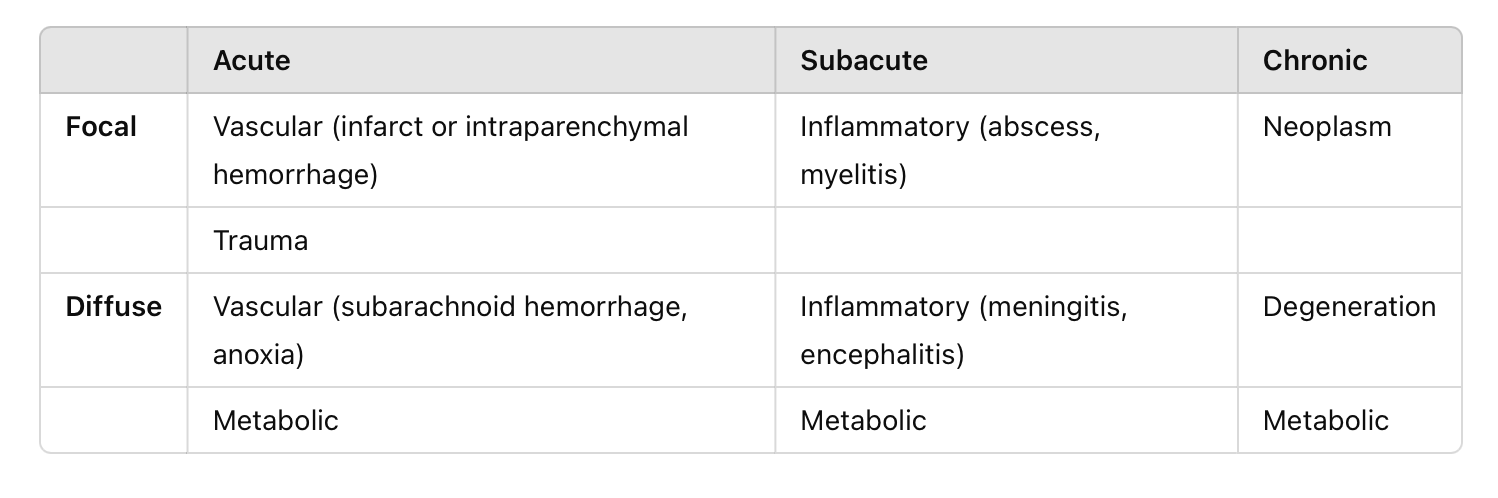 Acute Subacute Chronic
Focal Vascular (infarct or intraparenchymal Inflammatory (abscess, Neoplasm
hemorrhage) myelitis)
Trauma
Diffuse Vascular (subarachnoid hemorrhage, Inflammatory (meningitis, Degeneration
anoxia) encephalitis)
Metabolic Metabolic Metabolic